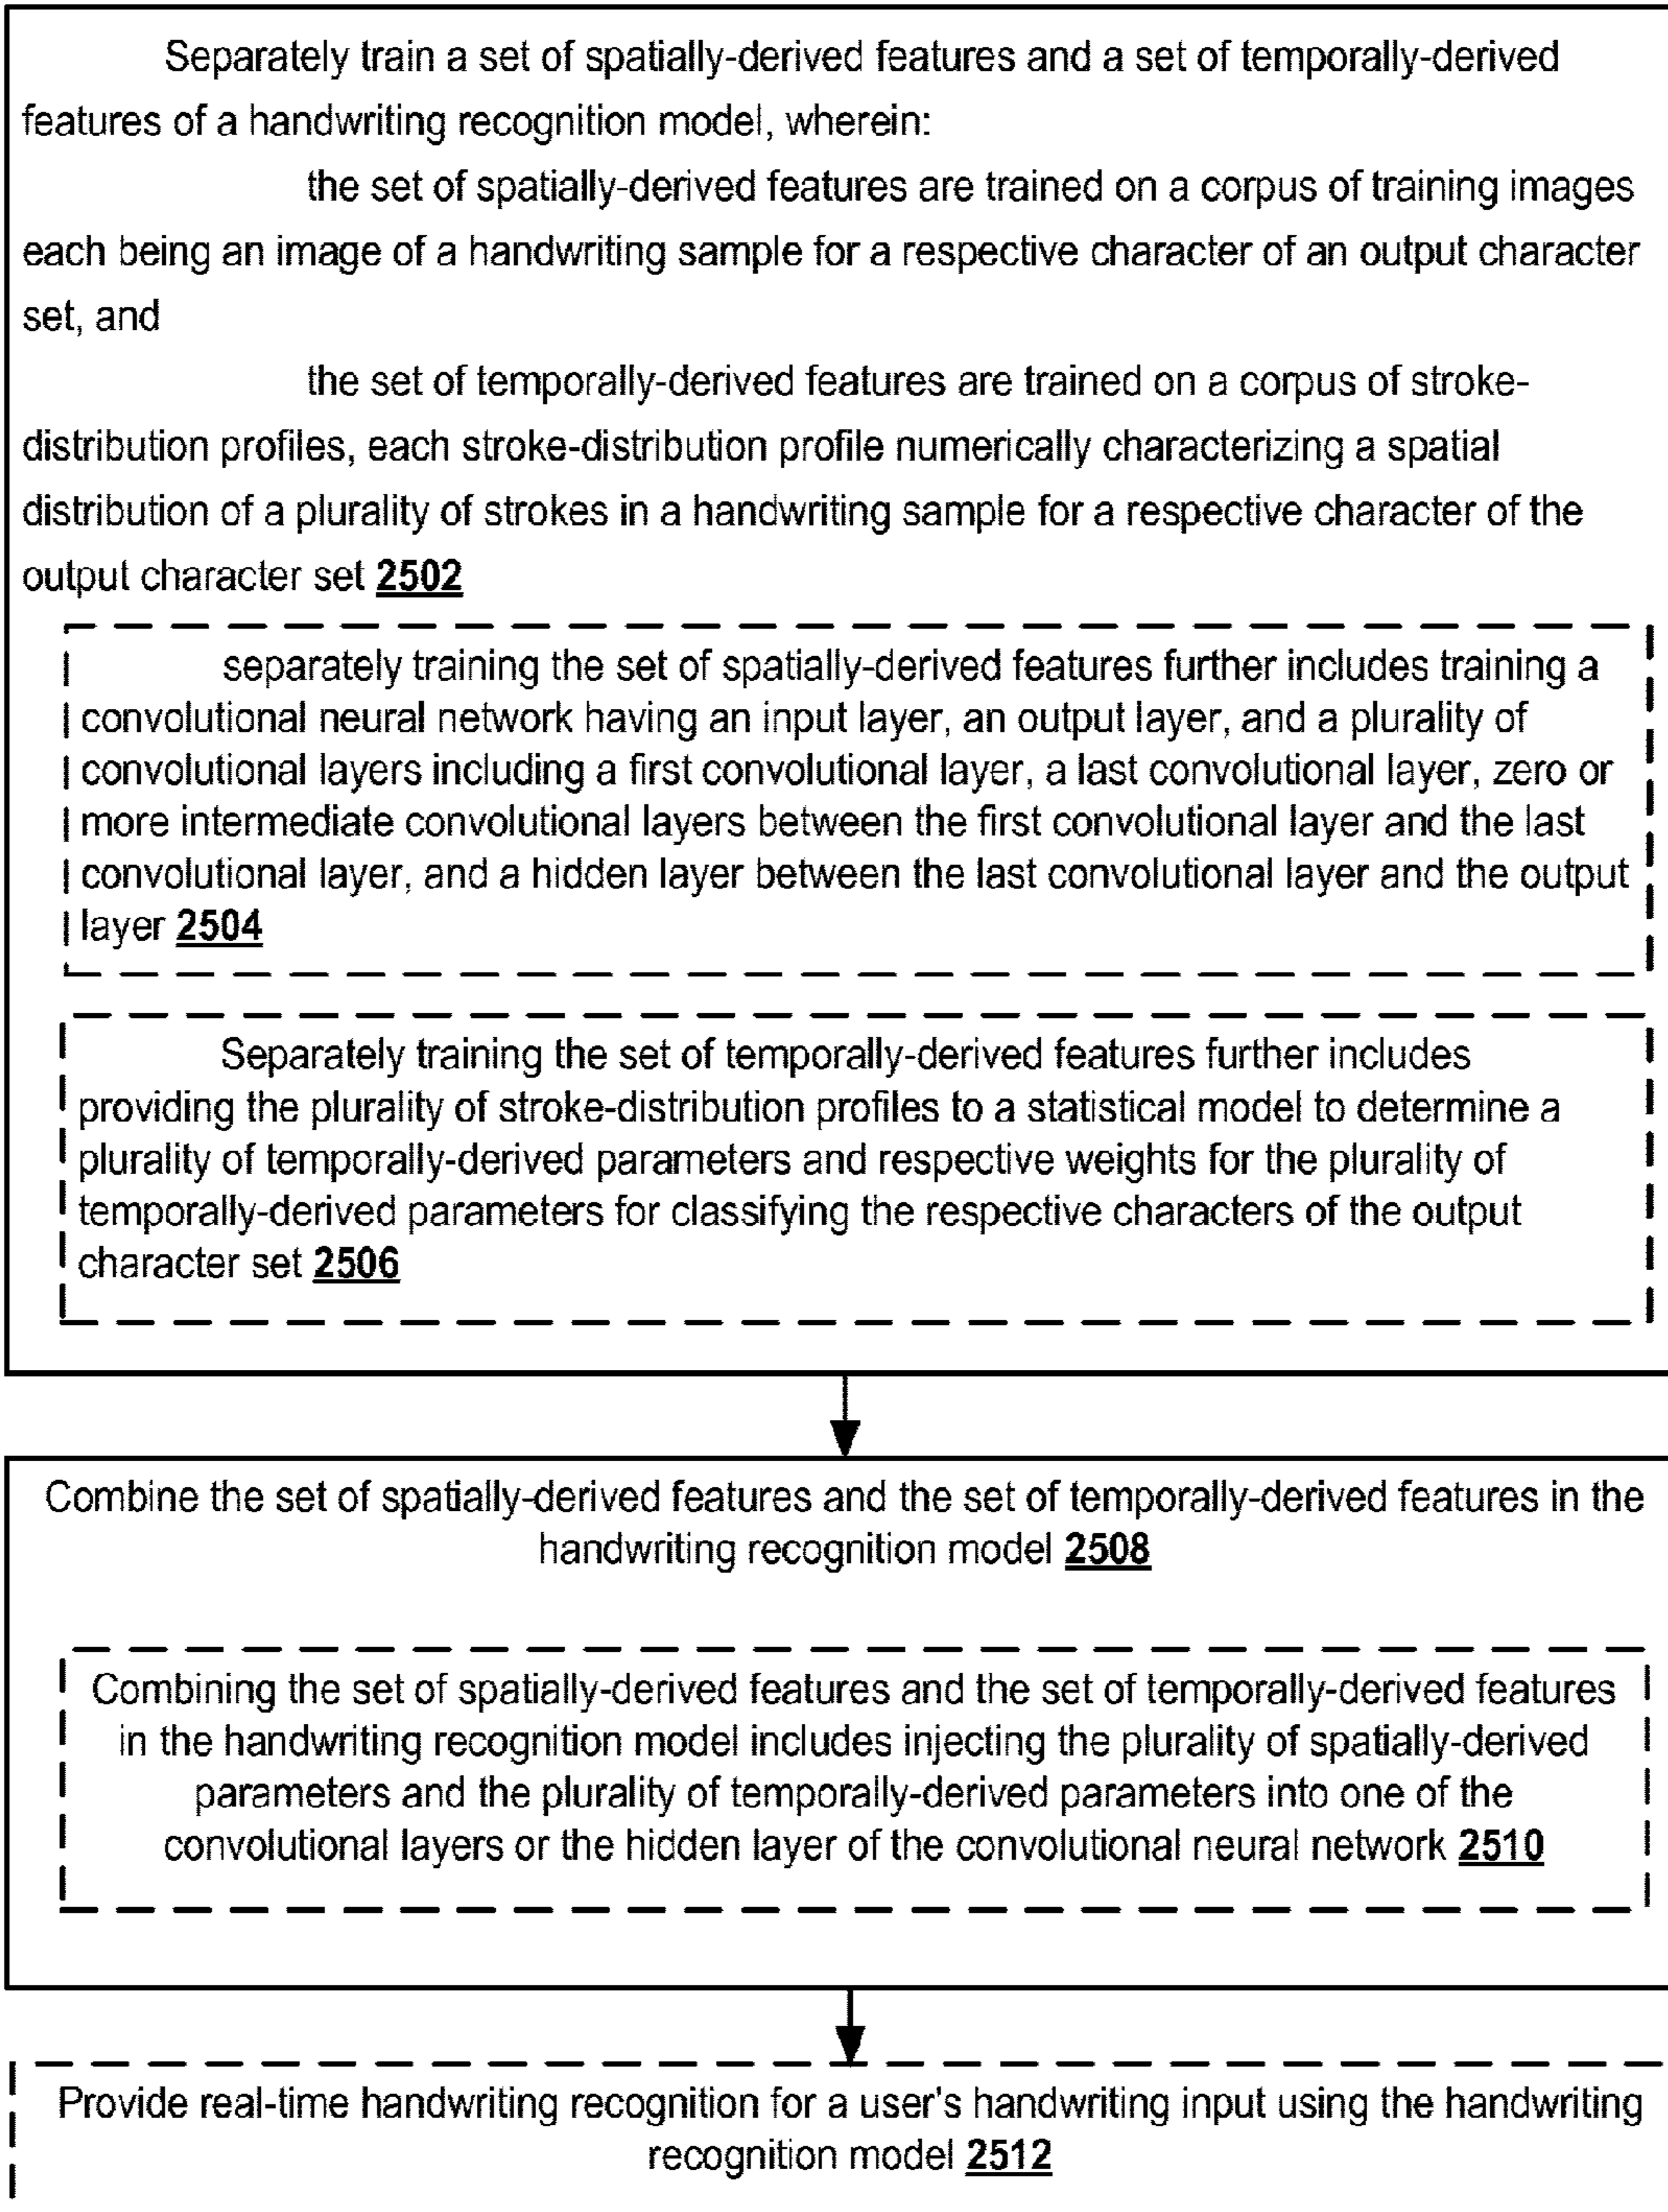 Separately train a set of spatially-derived features and a set of temporally-derived
features of a handwriting recognition model, wherein:
the set of spatially-derived features are trained on a corpus of training images
each being an image of a handwriting sample for a respective character of an output character
set, and
the set of temporally-derived features are trained on a corpus of stroke-
distribution profiles, each stroke-distribution profile numerically characterizing a spatial
distribution of a plurality of strokes in a handwriting sample for a respective character of the
output character set 2502
separately training the set of spatially-derived features further includes training a
convolutional neural network having an input layer, an output layer, and a plurality of
convolutional layers including a first convolutional layer, a last convolutional layer, zero or
more intermediate convolutional layers between the first convolutional layer and the last
convolutional layer, and a hidden layer between the last convolutional layer and the output
layer 2504
Separately training the set of temporally-derived features further includes
providing the plurality of stroke-distribution profiles to a statistical model to determine a
plurality of temporally-derived parameters and respective weights for the plurality of
temporally-derived parameters for classifying the respective characters of the output
character set 2506
Combine the set of spatially-derived features and the set of temporally-derived features in the
handwriting recognition model 2508
Combining the set of spatially-derived features and the set of temporally-derived features
in the handwriting recognition model includes injecting the plurality of spatially-derived
parameters and the plurality of temporally-derived parameters into one of the
convolutional layers or the hidden layer of the convolutional neural network 2510
Provide real-time handwriting recognition for a user's handwriting input using the handwriting
recognition model 2512